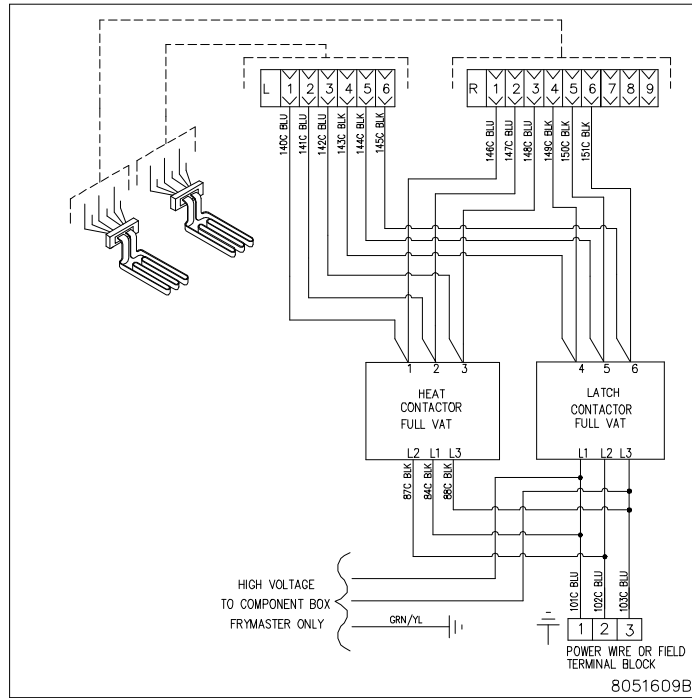 L 1 2 3 4 5 6
R 1 2 3 4 5 6 7 8 9
140C BLU
141C BLU
142C BLU
143C BLK
144C BLK
145C BLK
146C BLU
147C BLU
148C BLU
149C BLK
150C BLK
151C BLK
1 2 3
HEAT
CONTACTOR
FULL VAT
L2 L1 L3
4 5 6
LATCH
CONTACTOR
FULL VAT
L1 L2 L3
87C BLK
84C BLK
88C BLK
HIGH VOLTAGE
TO COMPONENT BOX
FRYMASTER ONLY
GRN/YL
101C BLU
102C BLU
103C BLU
1 2 3
POWER WIRE OR FIELD
TERMINAL BLOCK
8051609B